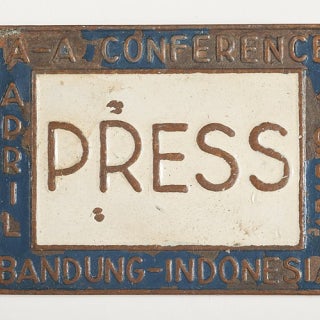 A-A CONFERENCE
APRIL
PRESS
BANDUNG-INDONESIA